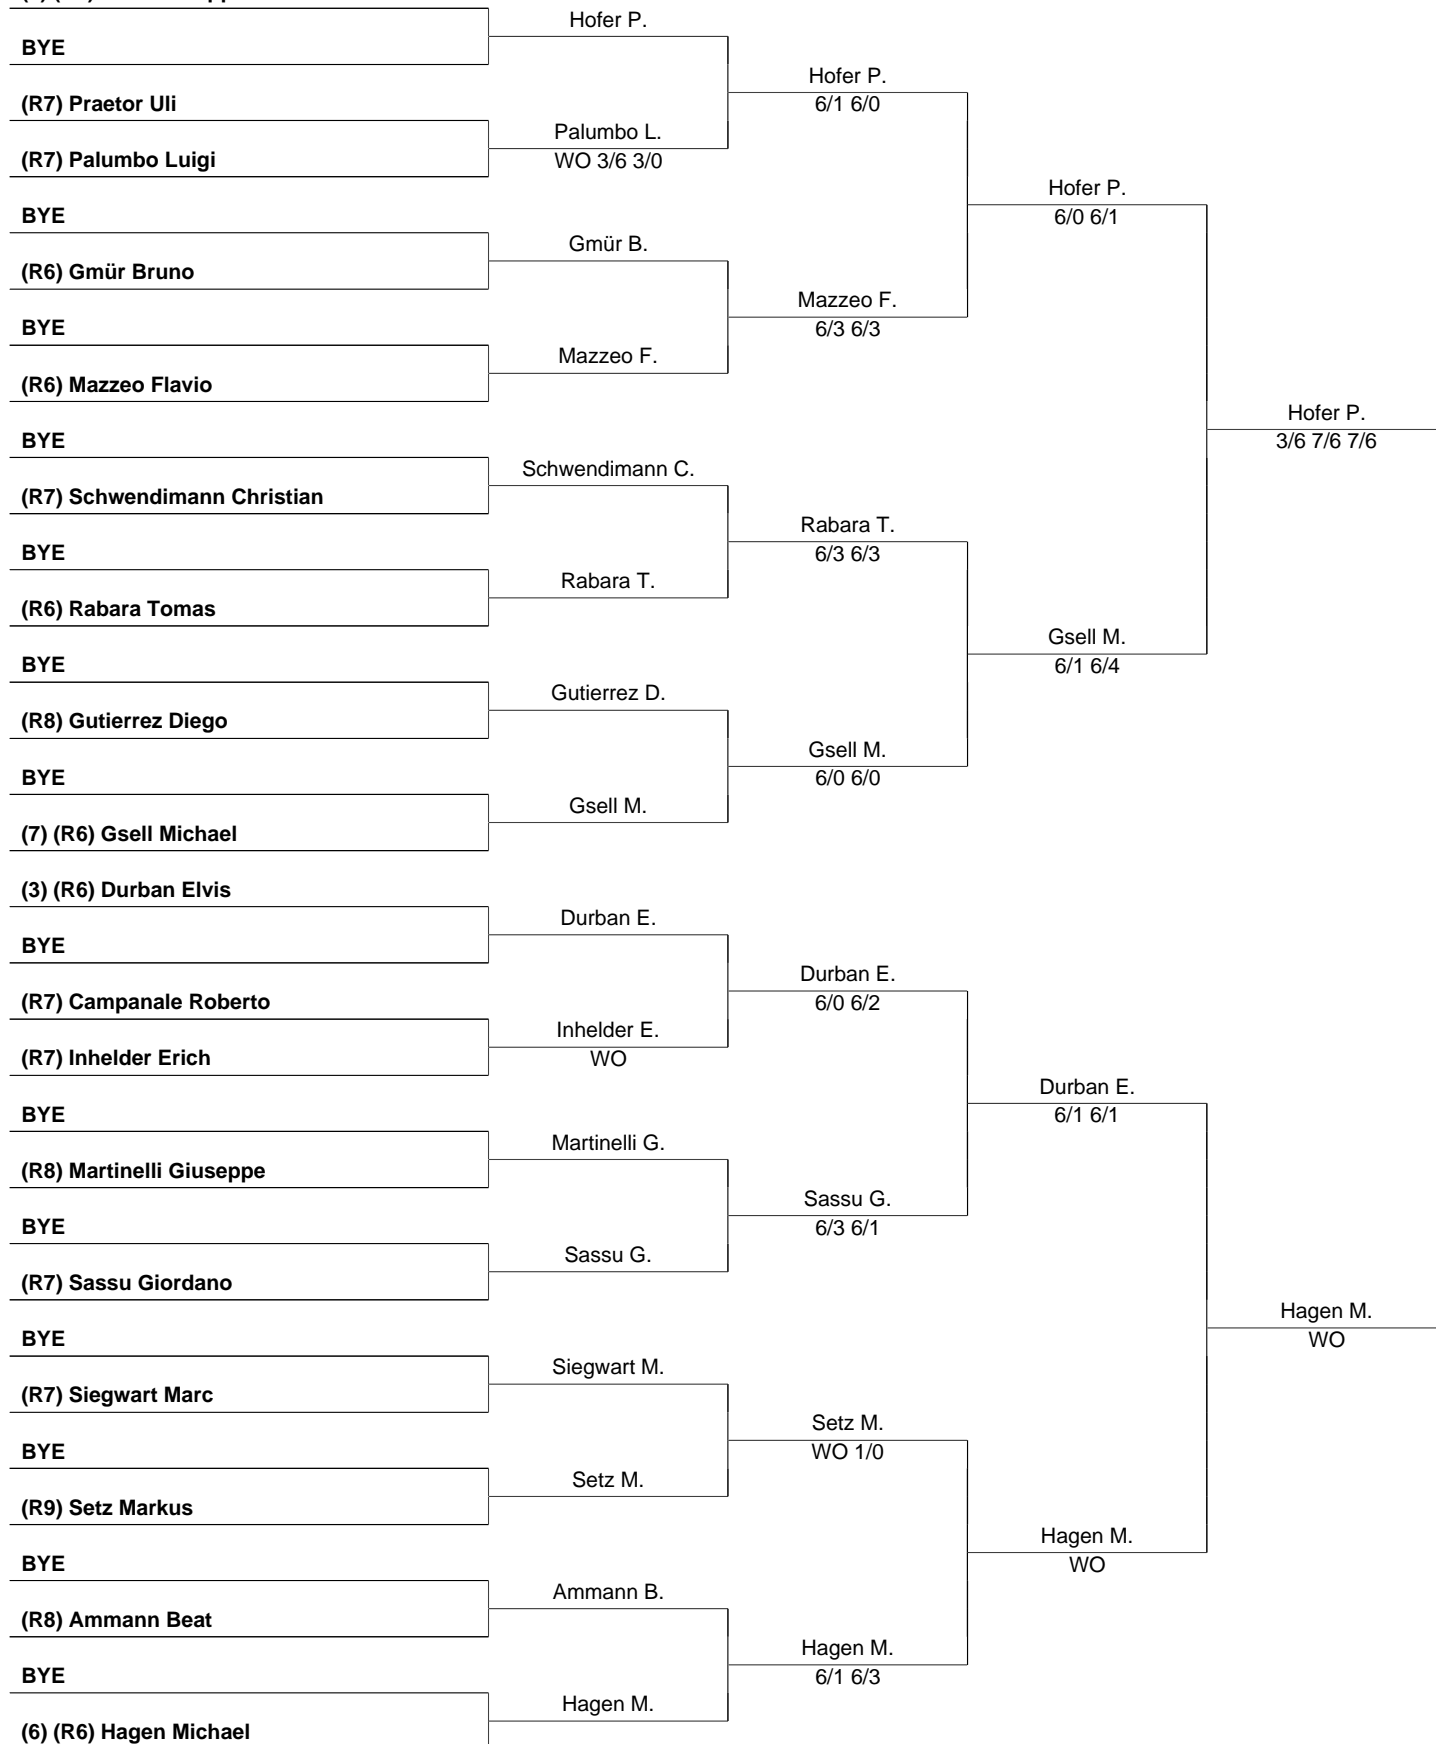 BYE
(R7) Praetor Uli
(R7) Palumbo Luigi
BYE
(R6) Gmür Bruno
BYE
(R6) Mazzeo Flavio
BYE
(R7) Schwendimann Christian
BYE
(R6) Rabara Tomas
BYE
(R8) Gutierrez Diego
BYE
(7) (R6) Gsell Michael
(3) (R6) Durban Elvis
BYE
(R7) Campanale Roberto
(R7) Inhelder Erich
BYE
(R8) Martinelli Giuseppe
BYE
(R7) Sassu Giordano
BYE
(R7) Siegwart Marc
BYE
(R9) Setz Markus
BYE
(R8) Ammann Beat
BYE
(6) (R6) Hagen Michael
Hofer P.
Palumbo L.
WO 3/6 3/0
Gmür B.
Mazzeo F.
Schwendimann C.
Rabara T.
Gutierrez D.
Gsell M.
Durban E.
Inhelder E.
WO
Martinelli G.
Sassu G.
Siegwart M.
Setz M.
Ammann B.
Hagen M.
Hofer P.
6/1 6/0
Mazzeo F.
6/3 6/3
Rabara T.
6/3 6/3
Gsell M.
6/0 6/0
Durban E.
6/0 6/2
Sassu G.
6/3 6/1
Setz M.
WO 1/0
Hagen M.
6/1 6/3
Hofer P.
6/0 6/1
Gsell M.
6/1 6/4
Durban E.
6/1 6/1
Hagen M.
WO
Hofer P.
3/6 7/6 7/6
Hagen M.
WO